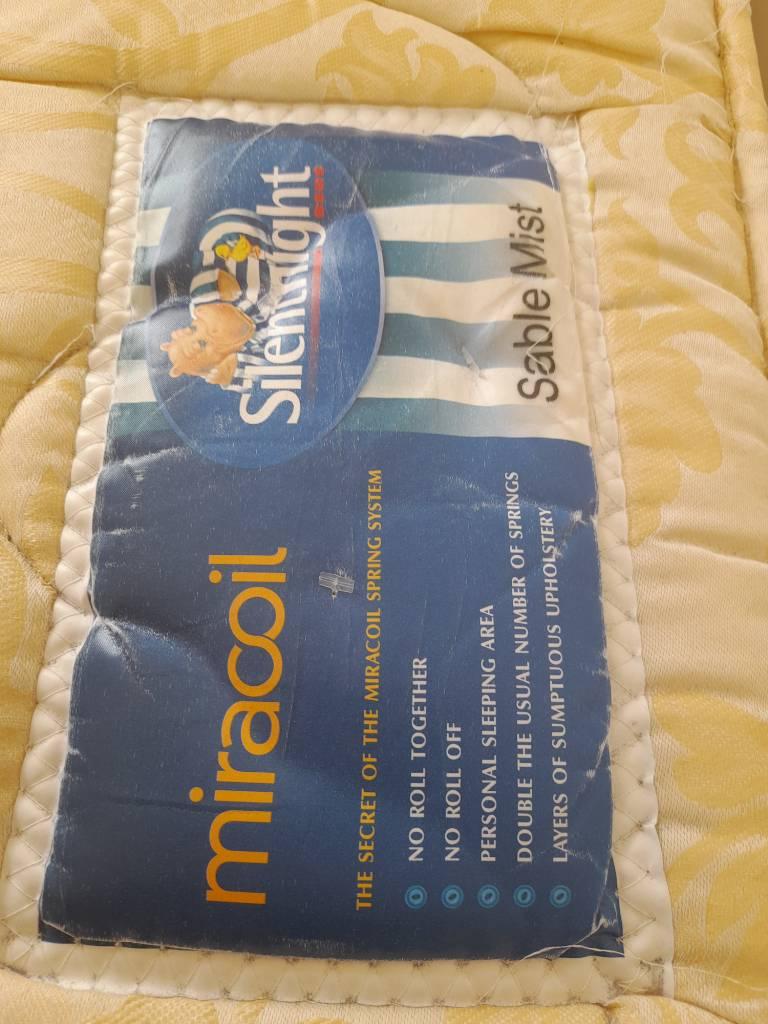 miracoil
Silentnight
BEDS
THE SECRET OF THE MIRACOIL SPRING SYSTEM
NO ROLL TOGETHER
NO ROLL OFF
PERSONAL SLEEPING AREA
DOUBLE THE USUAL NUMBER OF SPRINGS
LAYERS OF SUMPTUOUS UPHOLSTERY
Sable Mist